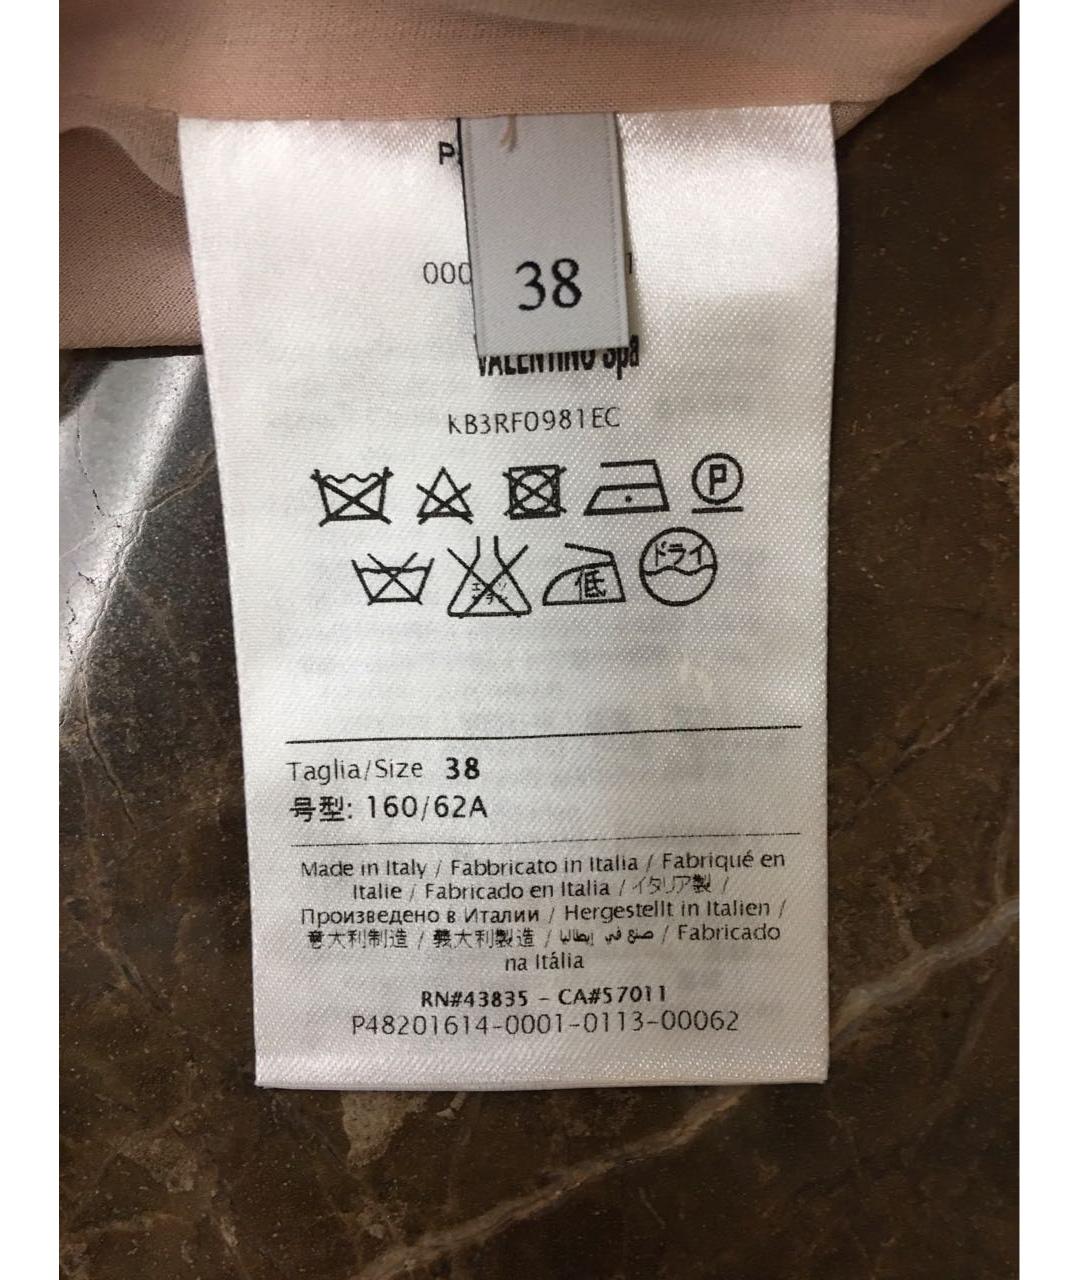 P
000
38
VALENTINO Spa
KB3RF0981EC
P
低
ドライ
Taglia/Size 38
号型: 160/62A
Made in Italy / Fabbricato in Italia / Fabriqué en
Italie / Fabricado en Italia / イタリア製 /
Произведено в Италии / Hergestellt in Italien /
意大利制造 / 義大利製造 / صنع في إيطاليا / Fabricado
na Itália
RN#43835 - CA#57011
P48201614-0001-0113-00062